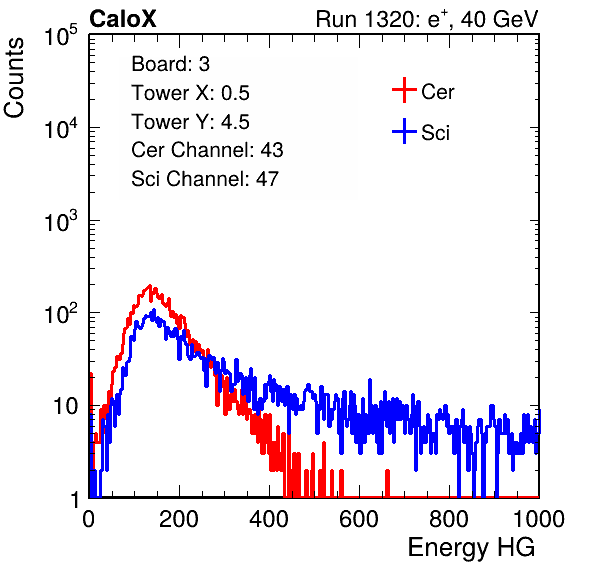 CaloX Run 1320: e⁺, 40 GeV
Counts
Board: 3
Tower X: 0.5
Tower Y: 4.5
Cer Channel: 43
Sci Channel: 47
Cer
Sci
10⁵
10⁴
10³
10²
10
1
0 200 400 600 800 1000
Energy HG